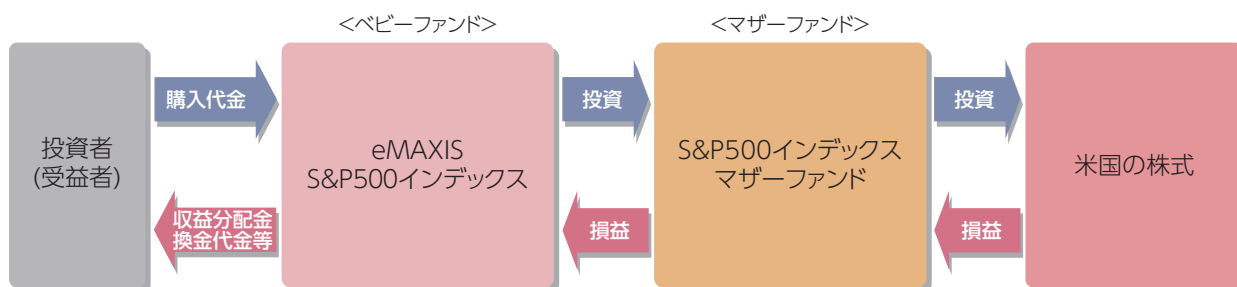 <ベビーファンド>
<マザーファンド>
投資者
(受益者)
購入代金
収益分配金
換金代金等
eMAXIS
S&P500インデックス
投資
損益
S&P500インデックス
マザーファンド
投資
損益
米国の株式